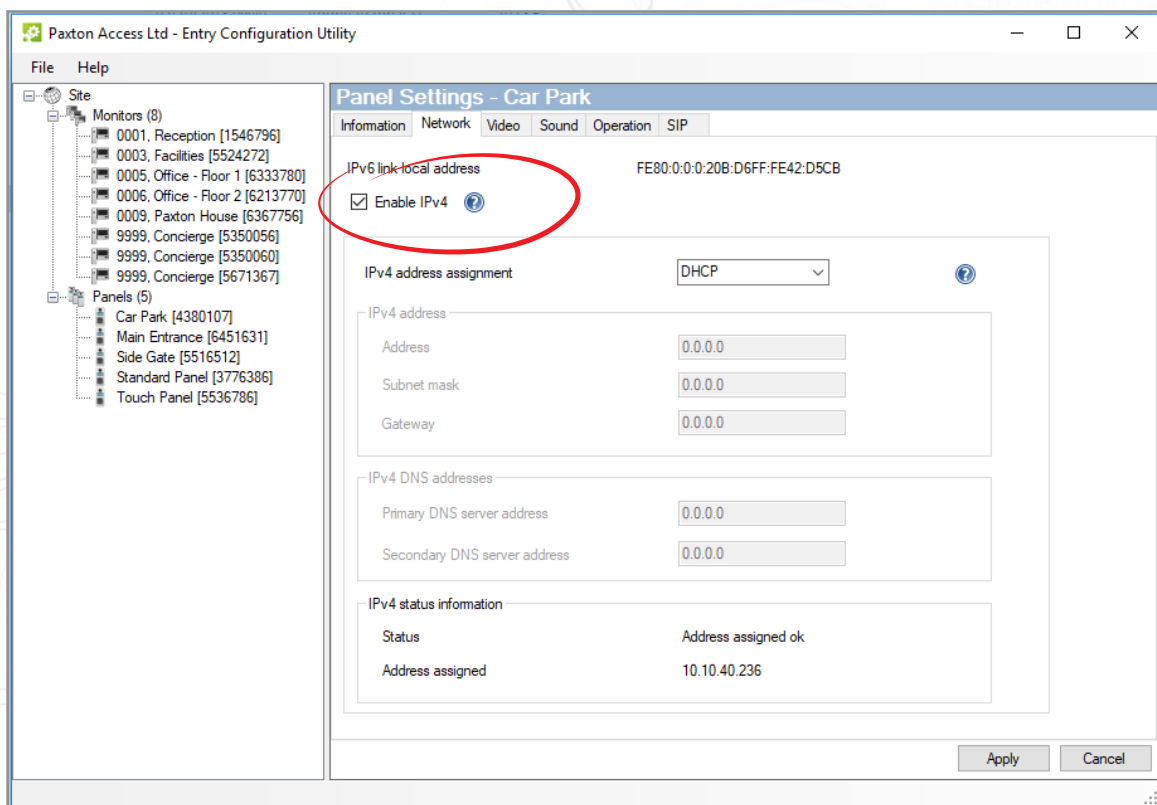 Paxton Access Ltd - Entry Configuration Utility
File Help
Site
Monitors (8)
0001, Reception [1546796]
0003, Facilities [5524272]
0005, Office - Floor 1 [6333780]
0006, Office - Floor 2 [6213770]
0009, Paxton House [6367756]
9999, Concierge [5350056]
9999, Concierge [5350060]
9999, Concierge [5671367]
Panels (5)
Car Park [4380107]
Main Entrance [6451631]
Side Gate [5516512]
Standard Panel [3776386]
Touch Panel [5536786]
Panel Settings - Car Park
Information Network Video Sound Operation SIP
IPv6 link local address FE80:0:0:0:20B:D6FF:FE42:D5CB
Enable IPv4 ?
IPv4 address assignment DHCP ?
IPv4 address
Address 0.0.0.0
Subnet mask 0.0.0.0
Gateway 0.0.0.0
IPv4 DNS addresses
Primary DNS server address 0.0.0.0
Secondary DNS server address 0.0.0.0
IPv4 status information
Status Address assigned ok
Address assigned 10.10.40.236
Apply Cancel